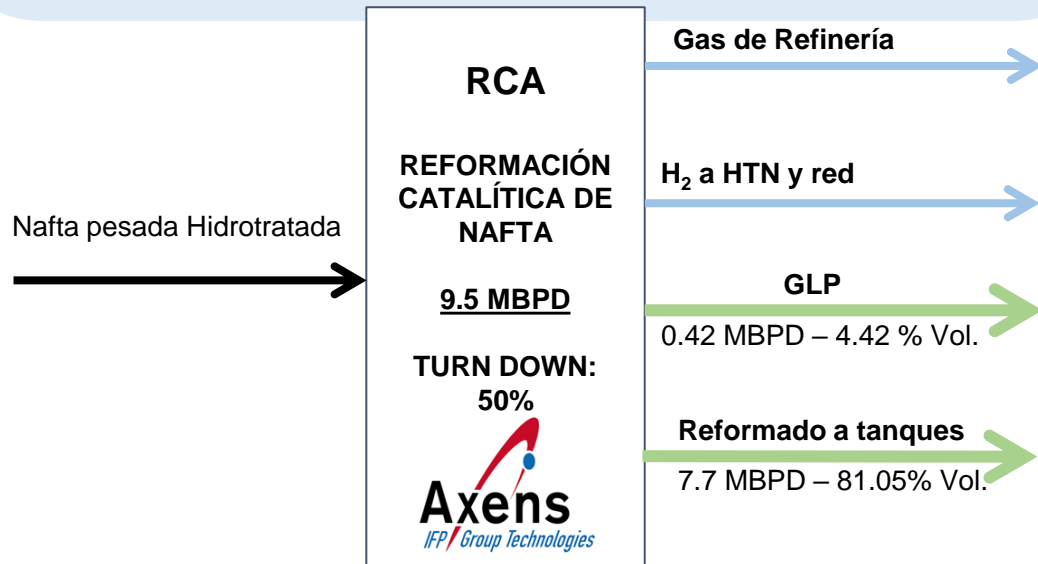 Nafta pesada Hidrotratada
RCA
REFORMACIÓN
CATALÍTICA DE
NAFTA
9.5 MBPD
TURN DOWN:
50%
Axens
IFP Group Technologies
Gas de Refinería
H₂ a HTN y red
GLP
0.42 MBPD – 4.42 % Vol.
Reformado a tanques
7.7 MBPD – 81.05% Vol.